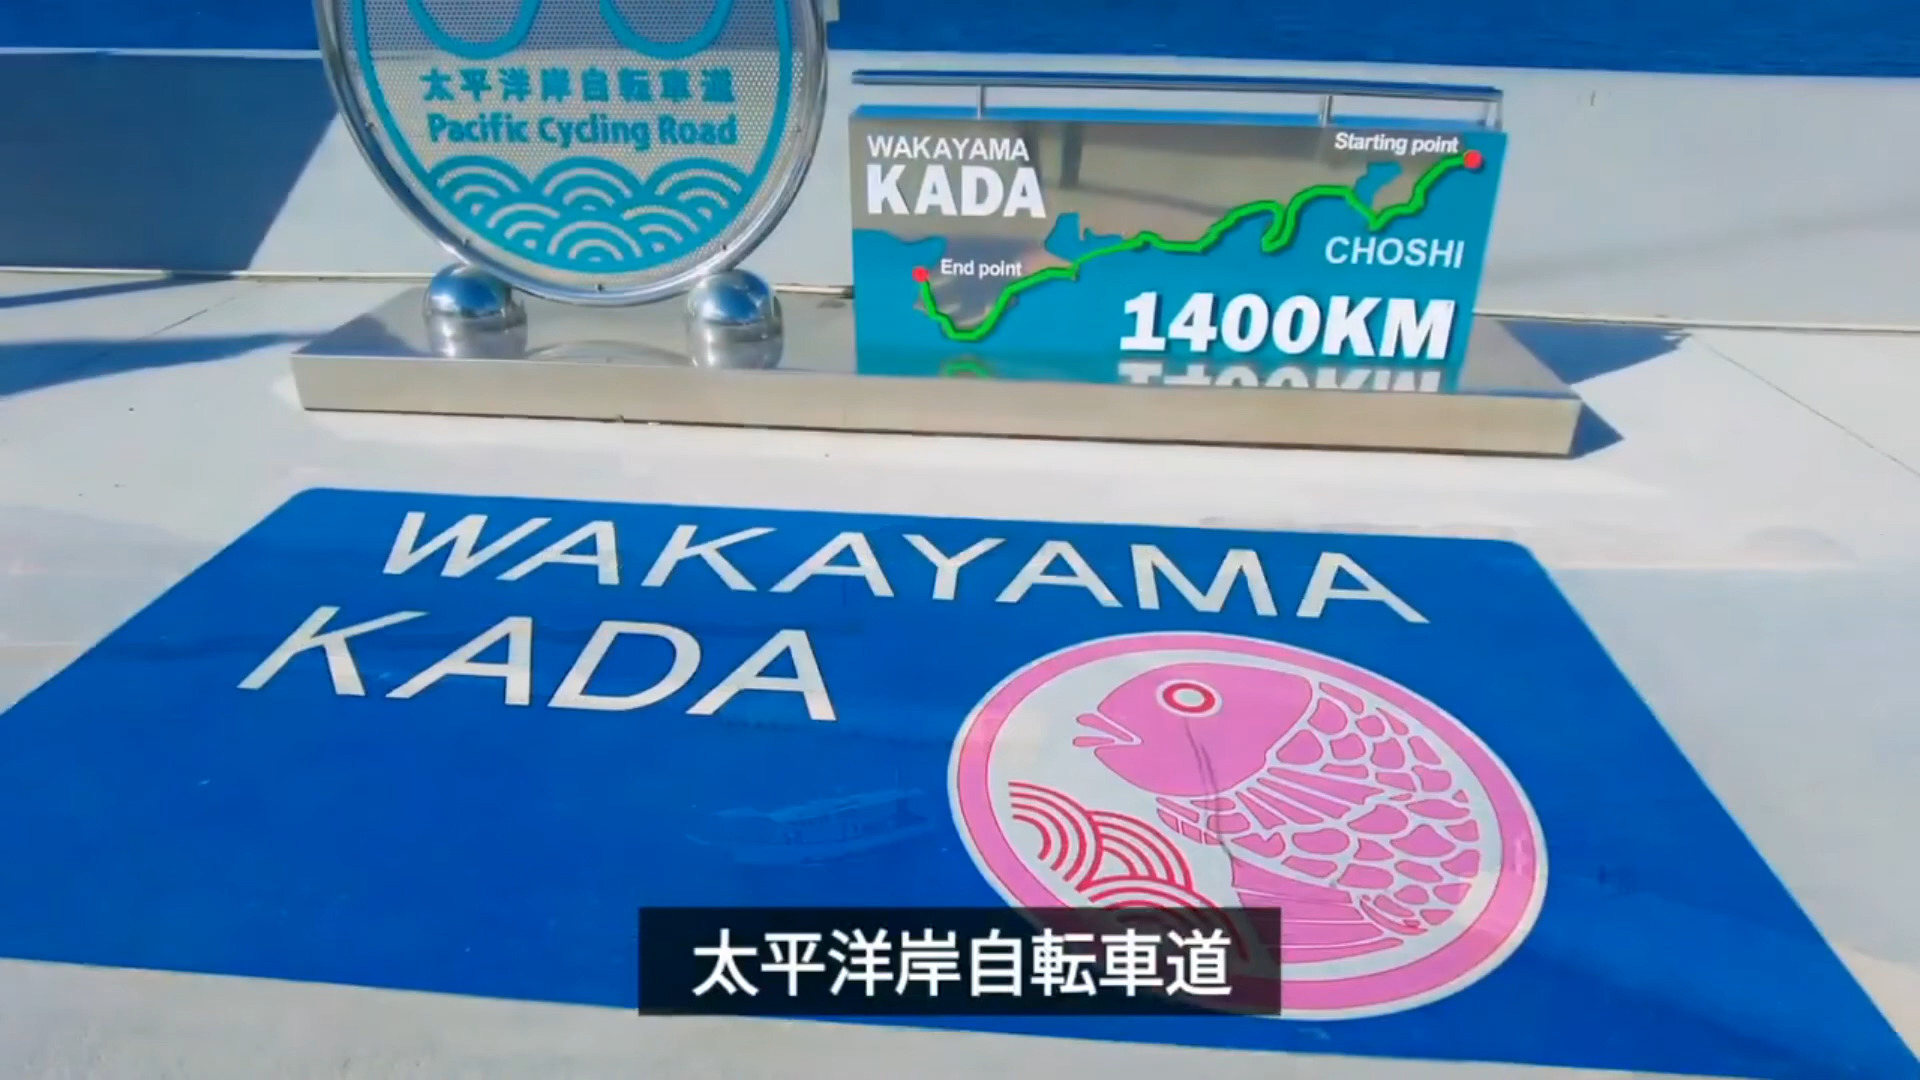 太平洋岸自転車道
Pacific Cycling Road
WAKAYAMA
KADA
Starting point
CHOSHI
End point
1400KM
WAKAYAMA
KADA
太平洋岸自転車道